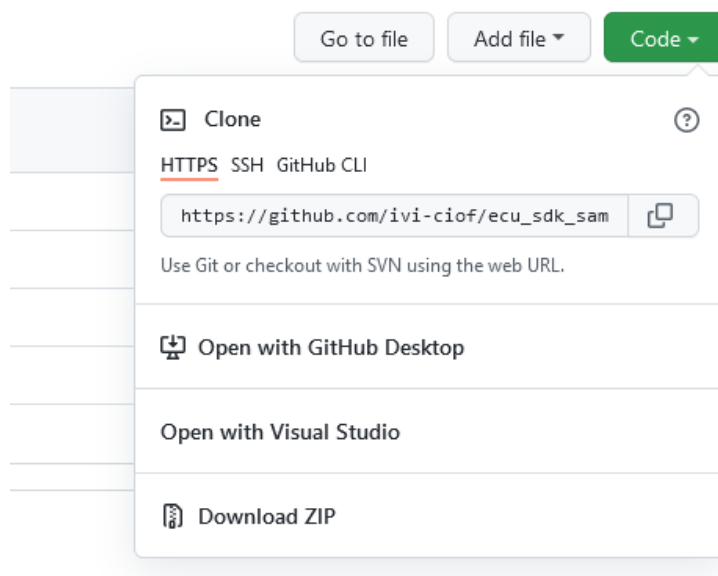 Go to file Add file Code
Clone
HTTPS SSH GitHub CLI
https://github.com/ivi-ciof/ecu_sdk_sam
Use Git or checkout with SVN using the web URL.
Open with GitHub Desktop
Open with Visual Studio
Download ZIP